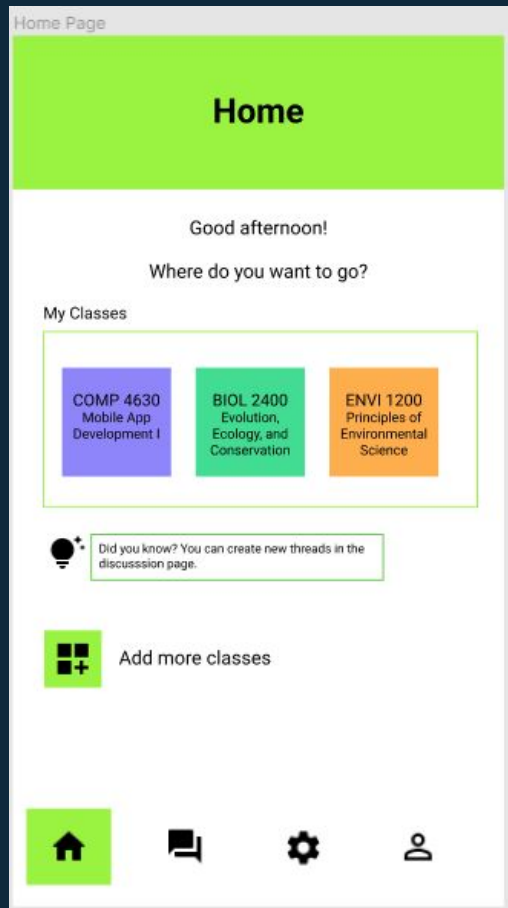 Home Page
Home
Good afternoon!
Where do you want to go?
My Classes
COMP 4630
Mobile App
Development I
BIOL 2400
Evolution,
Ecology, and
Conservation
ENVI 1200
Principles of
Environmental
Science
Did you know? You can create new threads in the
discusssion page.
Add more classes